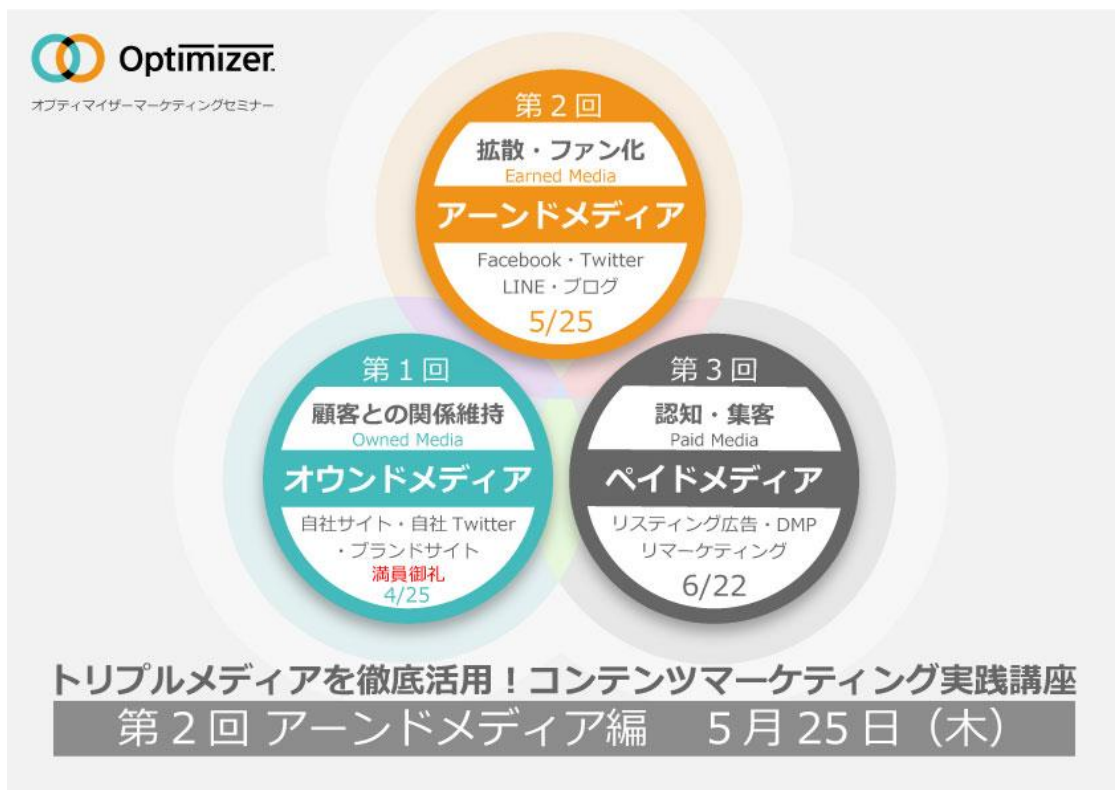 Optimizer.
オプティマイザーマーケティングセミナー
第2回
拡散・ファン化
Earned Media
アーンドメディア
Facebook・Twitter
LINE・ブログ
5/25
第1回
顧客との関係維持
Owned Media
オウンドメディア
自社サイト・自社 Twitter
・ブランドサイト
満員御礼
4/25
第3回
認知・集客
Paid Media
ペイドメディア
リスティング広告・DMP
リマーケティング
6/22
トリプルメディアを徹底活用！コンテンツマーケティング実践講座
第2回 アーンドメディア編　5月25日（木）